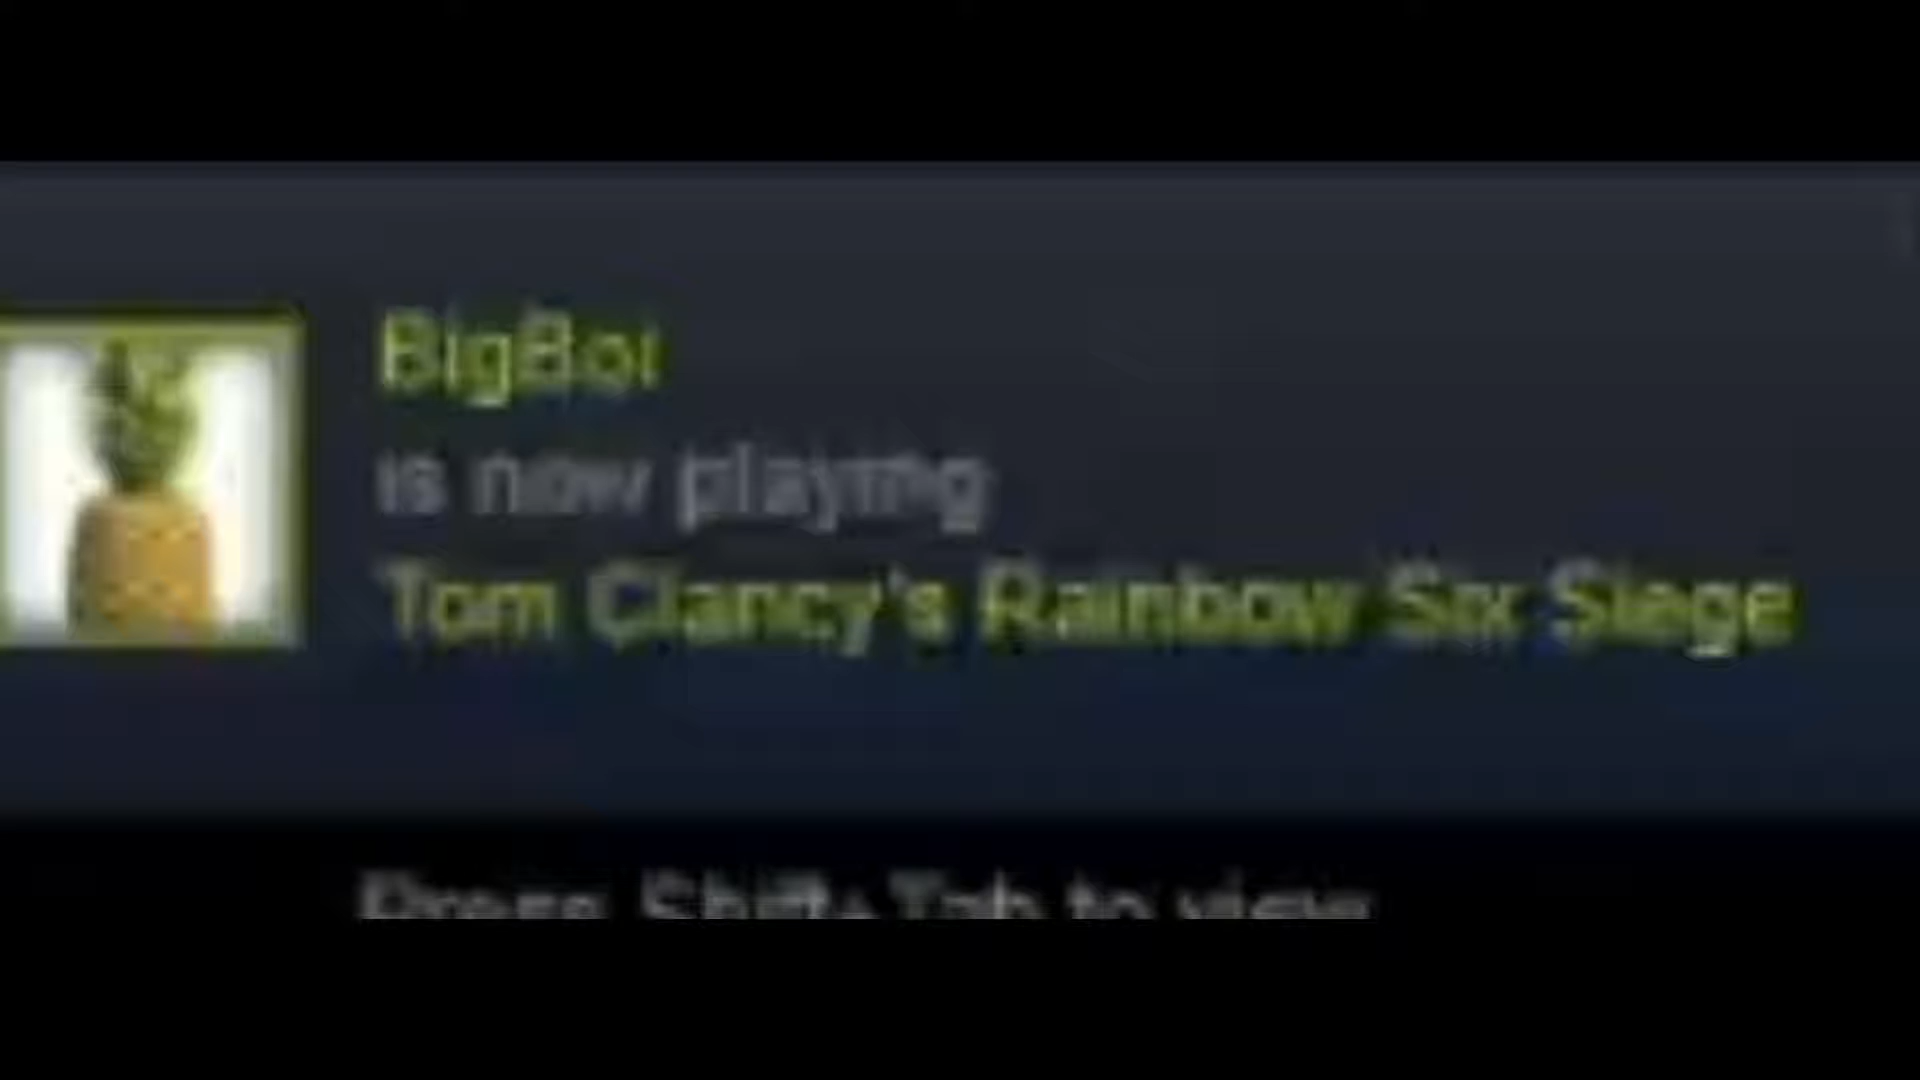 BigBoi
is now playing
Tom Clancy's Rainbow Six Siege
Press Shift+Tab to view